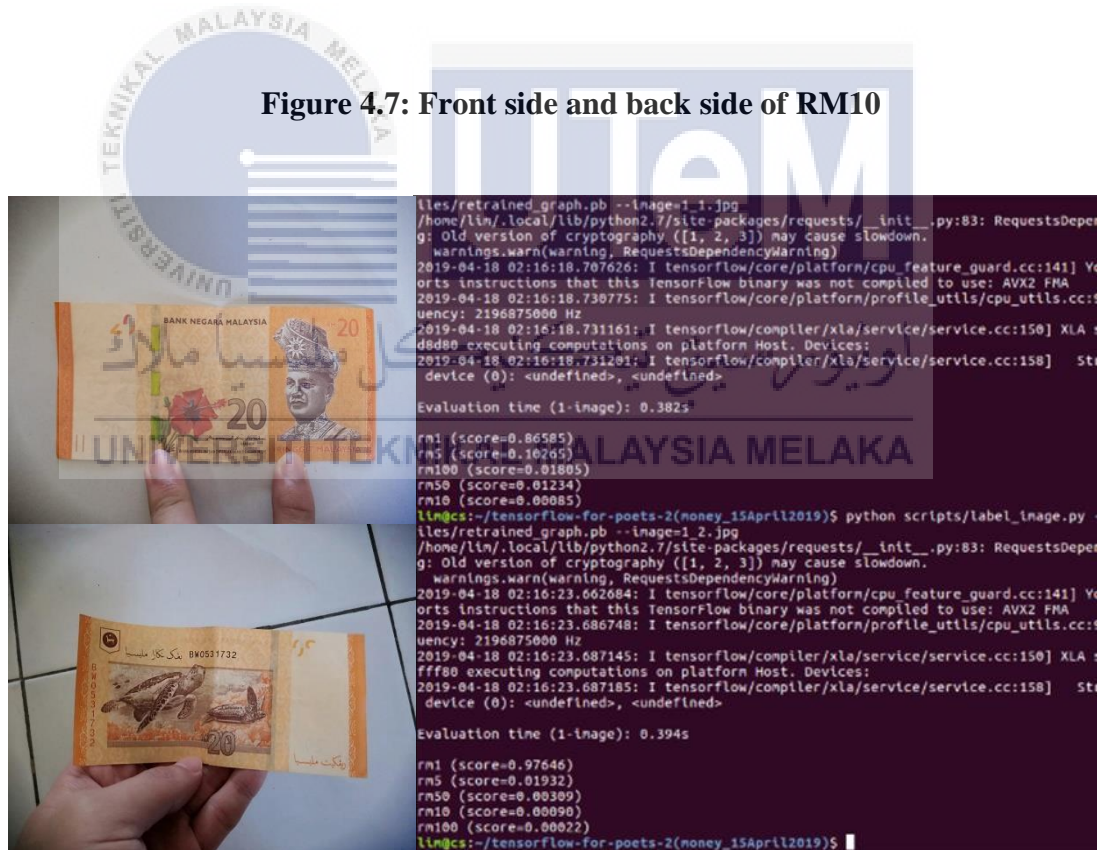 UNIVERSITI TEKNIKAL MALAYSIA MELAKA
UTeM
Figure 4.7: Front side and back side of RM10
اونيورسيتي تيكنيكل مليسيا ملاك
UNIVERSITI TEKNIKAL MALAYSIA MELAKA
BANK NEGARA MALAYSIA
20
20
BW0531732
BW0531732
20
iles/retrained_graph.pb --image=1_1.jpg
/home/lim/.local/lib/python2.7/site-packages/requests/__init__.py:83: RequestsDepen
g: Old version of cryptography ([1, 2, 3]) may cause slowdown.
warnings.warn(warning, RequestsDependencyWarning)
2019-04-18 02:16:18.707626: I tensorflow/core/platform/cpu_feature_guard.cc:141] Yo
orts instructions that this TensorFlow binary was not compiled to use: AVX2 FMA
2019-04-18 02:16:18.730775: I tensorflow/core/platform/profile_utils/cpu_utils.cc:9
uency: 2196875000 Hz
2019-04-18 02:16:18.731161: I tensorflow/compiler/xla/service/service.cc:150] XLA s
d8d80 executing computations on platform Host. Devices:
2019-04-18 02:16:18.731201: I tensorflow/compiler/xla/service/service.cc:158]   Str
device (0): <undefined>, <undefined>
Evaluation time (1-image): 0.382s
rm1 (score=0.86585)
rm5 (score=0.10265)
rm100 (score=0.01805)
rm50 (score=0.01234)
rm10 (score=0.00085)
lim@cs:~/tensorflow-for-poets-2(money_15April2019)$ python scripts/label_image.py -
iles/retrained_graph.pb --image=1_2.jpg
/home/lim/.local/lib/python2.7/site-packages/requests/__init__.py:83: RequestsDepen
g: Old version of cryptography ([1, 2, 3]) may cause slowdown.
warnings.warn(warning, RequestsDependencyWarning)
2019-04-18 02:16:23.662684: I tensorflow/core/platform/cpu_feature_guard.cc:141] Yo
orts instructions that this TensorFlow binary was not compiled to use: AVX2 FMA
2019-04-18 02:16:23.686748: I tensorflow/core/platform/profile_utils/cpu_utils.cc:9
uency: 2196875000 Hz
2019-04-18 02:16:23.687145: I tensorflow/compiler/xla/service/service.cc:150] XLA s
fff80 executing computations on platform Host. Devices:
2019-04-18 02:16:23.687185: I tensorflow/compiler/xla/service/service.cc:158]   Str
device (0): <undefined>, <undefined>
Evaluation time (1-image): 0.394s
rm1 (score=0.97646)
rm5 (score=0.01932)
rm50 (score=0.00309)
rm10 (score=0.00090)
rm100 (score=0.00022)
lim@cs:~/tensorflow-for-poets-2(money_15April2019)$